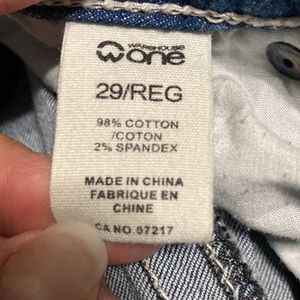 WAREHOUSE
one
29/REG
98% COTTON
/COTON
2% SPANDEX
MADE IN CHINA
FABRIQUE EN
CHINE
CA NO. 07217